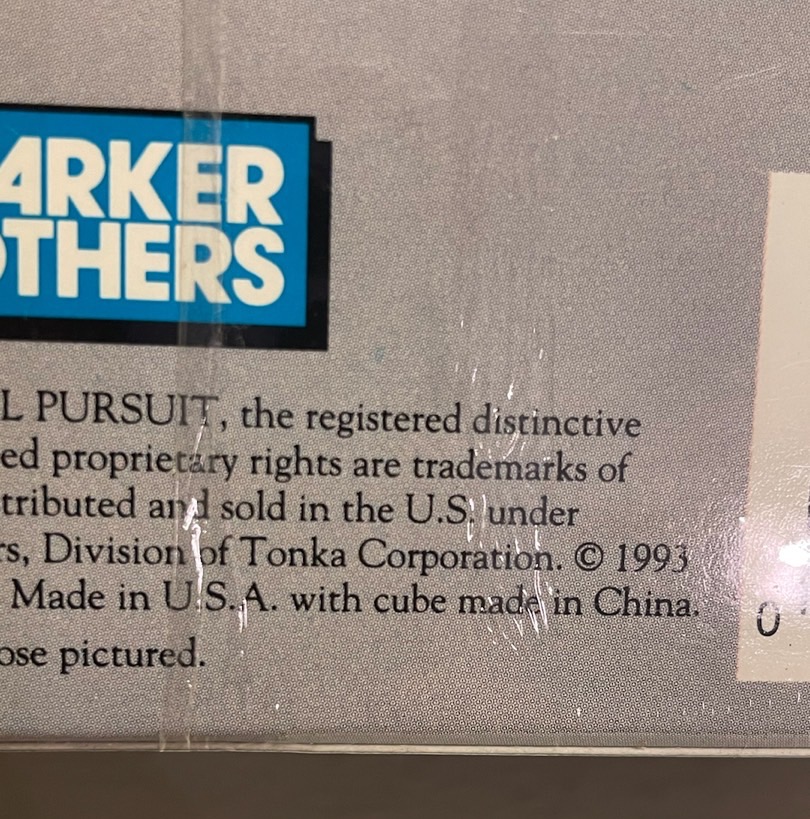 ARKER
OTHERS
L PURSUIT, the registered distinctive
ed proprietary rights are trademarks of
tributed and sold in the U.S. under
rs, Division of Tonka Corporation. © 1993
Made in U.S.A. with cube made in China.
ose pictured.
0